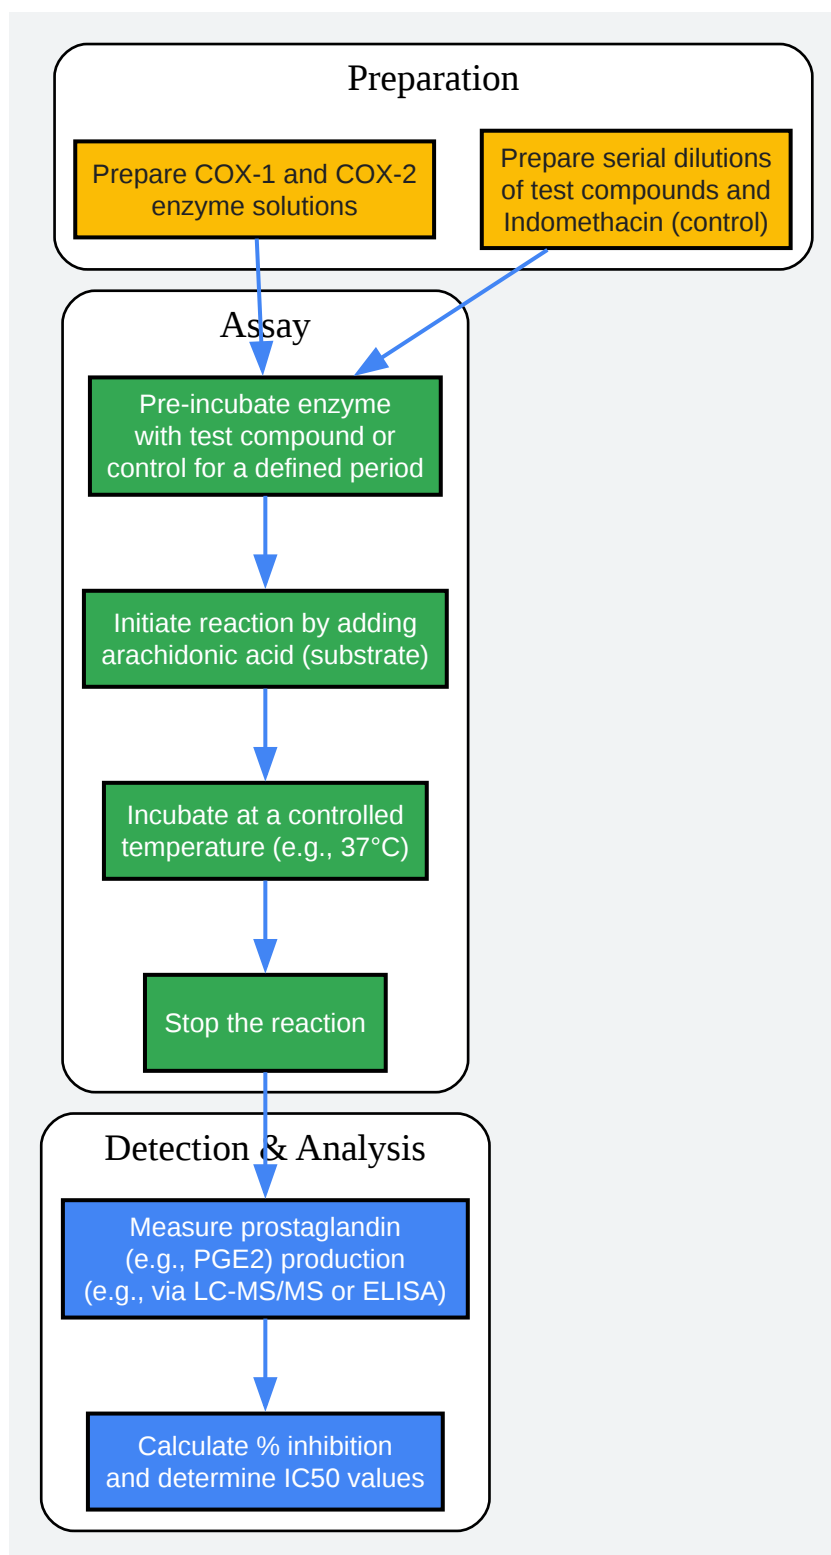 Preparation
Prepare COX-1 and COX-2
enzyme solutions
Prepare serial dilutions
of test compounds and
Indomethacin (control)
Assay
Pre-incubate enzyme
with test compound or
control for a defined period
Initiate reaction by adding
arachidonic acid (substrate)
Incubate at a controlled
temperature (e.g., 37°C)
Stop the reaction
Detection & Analysis
Measure prostaglandin
(e.g., PGE2) production
(e.g., via LC-MS/MS or ELISA)
Calculate % inhibition
and determine IC50 values